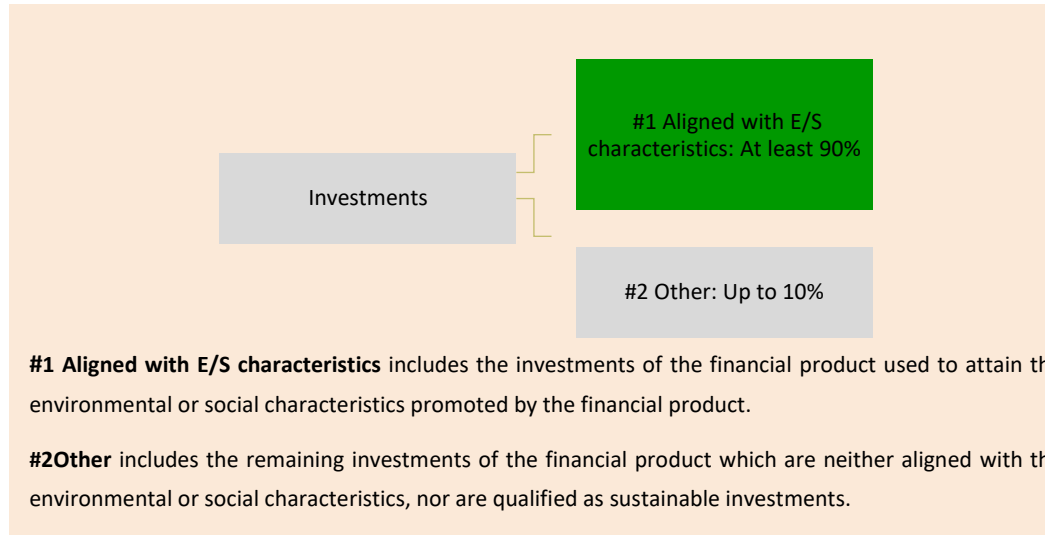 #1 Aligned with E/S
characteristics: At least 90%
Investments
#2 Other: Up to 10%
#1 Aligned with E/S characteristics includes the investments of the financial product used to attain th
environmental or social characteristics promoted by the financial product.
#2Other includes the remaining investments of the financial product which are neither aligned with th
environmental or social characteristics, nor are qualified as sustainable investments.